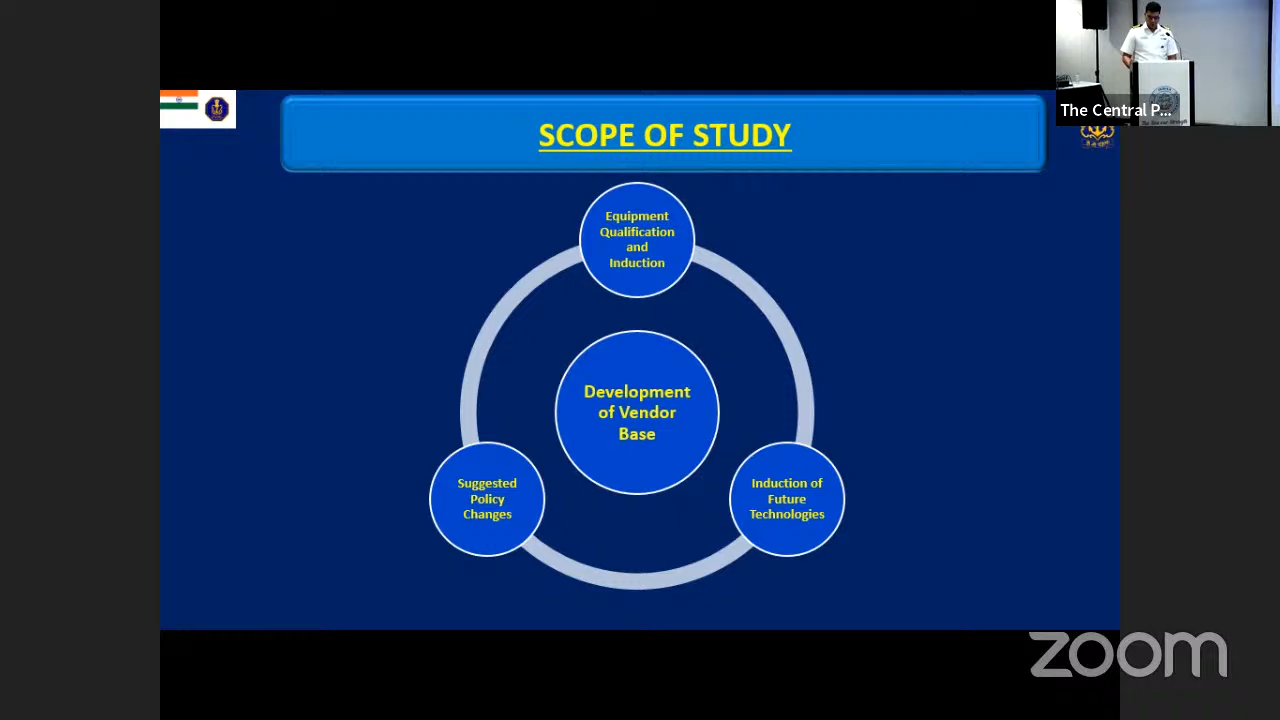 The Central P...
SCOPE OF STUDY
Equipment
Qualification
and
Induction
Development
of Vendor
Base
Suggested
Policy
Changes
Induction of
Future
Technologies
zoom